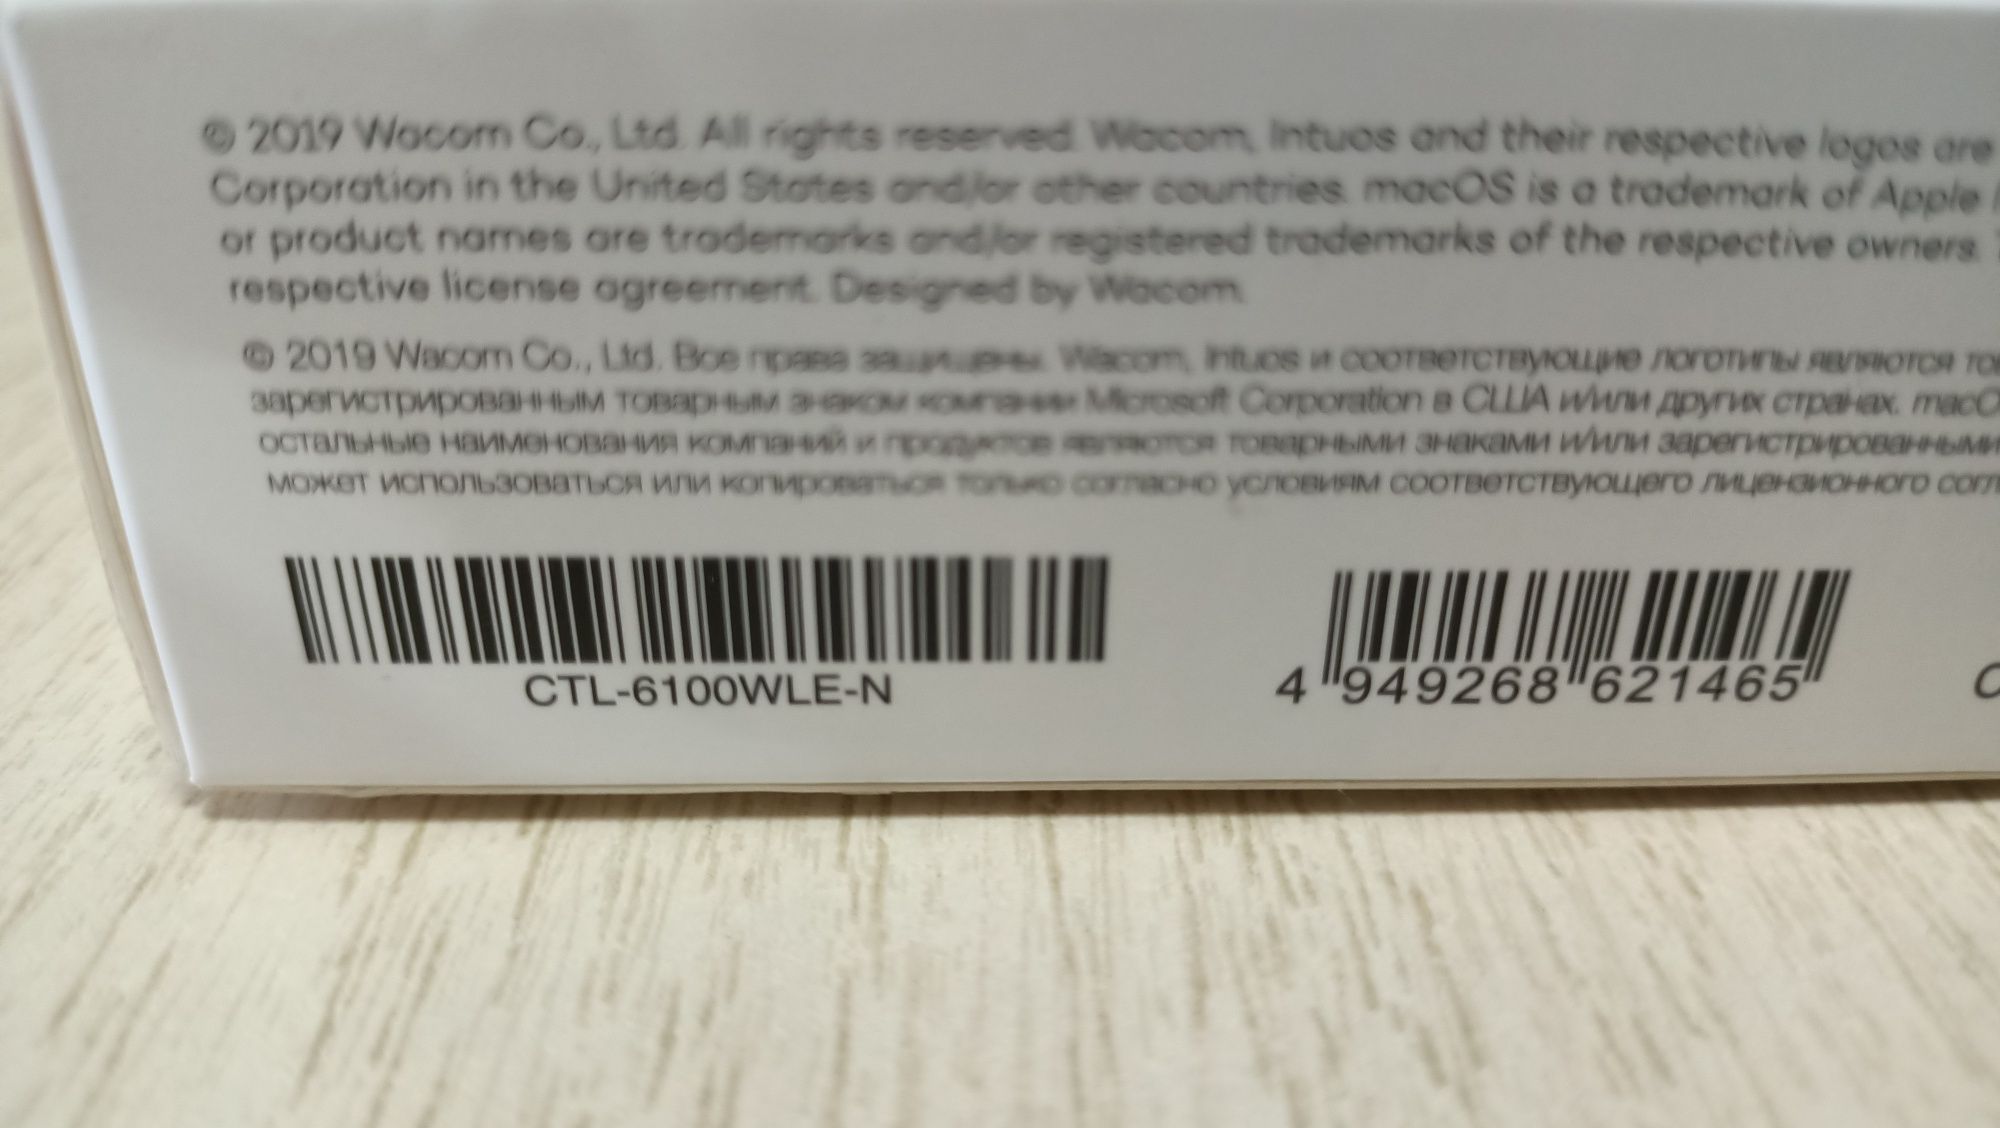 © 2019 Wacom Co., Ltd. All rights reserved. Wacom, Intuos and their respective logos are
Corporation in the United States and/or other countries. macOS is a trademark of Apple
or product names are trademarks and/or registered trademarks of the respective owners.
respective license agreement. Designed by Wacom.
© 2019 Wacom Co., Ltd. Все права защищены. Wacom, Intuos и соответствующие логотипы являются
зарегистрированным товарным знаком компании Microsoft Corporation в США и/или других странах. macO
остальные наименования компаний и продуктов являются товарными знаками и/или зарегистрированными
может использоваться или копироваться только согласно условиям соответствующего лицензионного согл
CTL-6100WLE-N
4 949268 621465